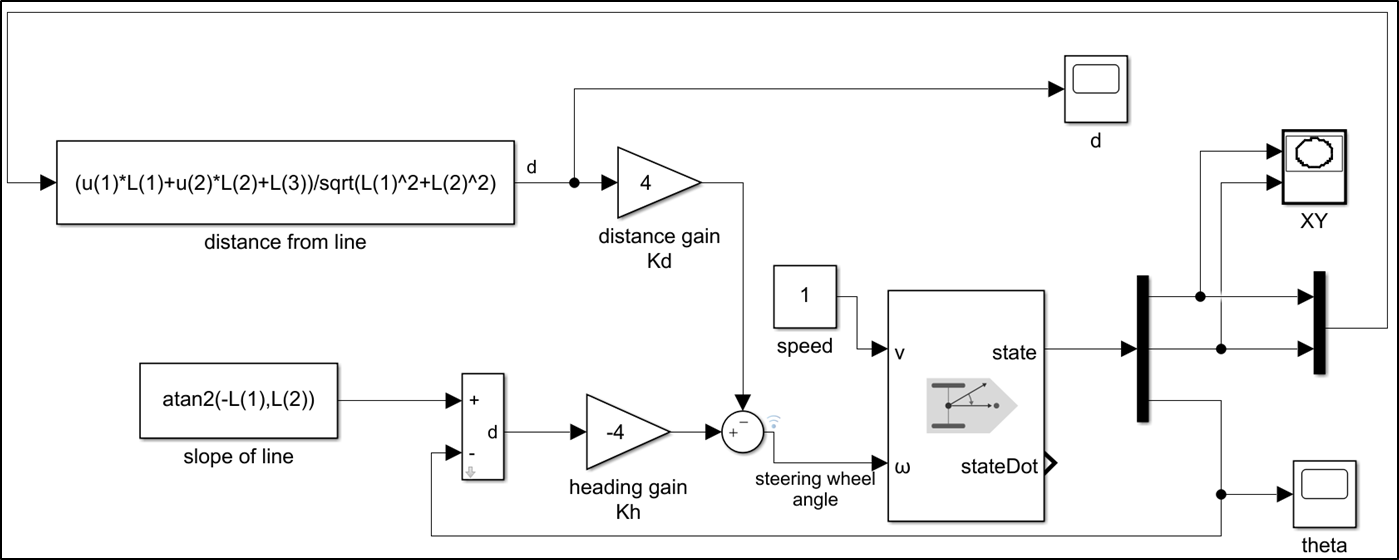 d
(u(1)*L(1)+u(2)*L(2)+L(3))/sqrt(L(1)^2+L(2)^2)
d
4
distance from line
distance gain
Kd
XY
1
speed
v
state
atan2(-L(1),L(2))
slope of line
+
d
-
-4
heading gain
Kh
+
−
steering wheel
angle
ω
stateDot
theta